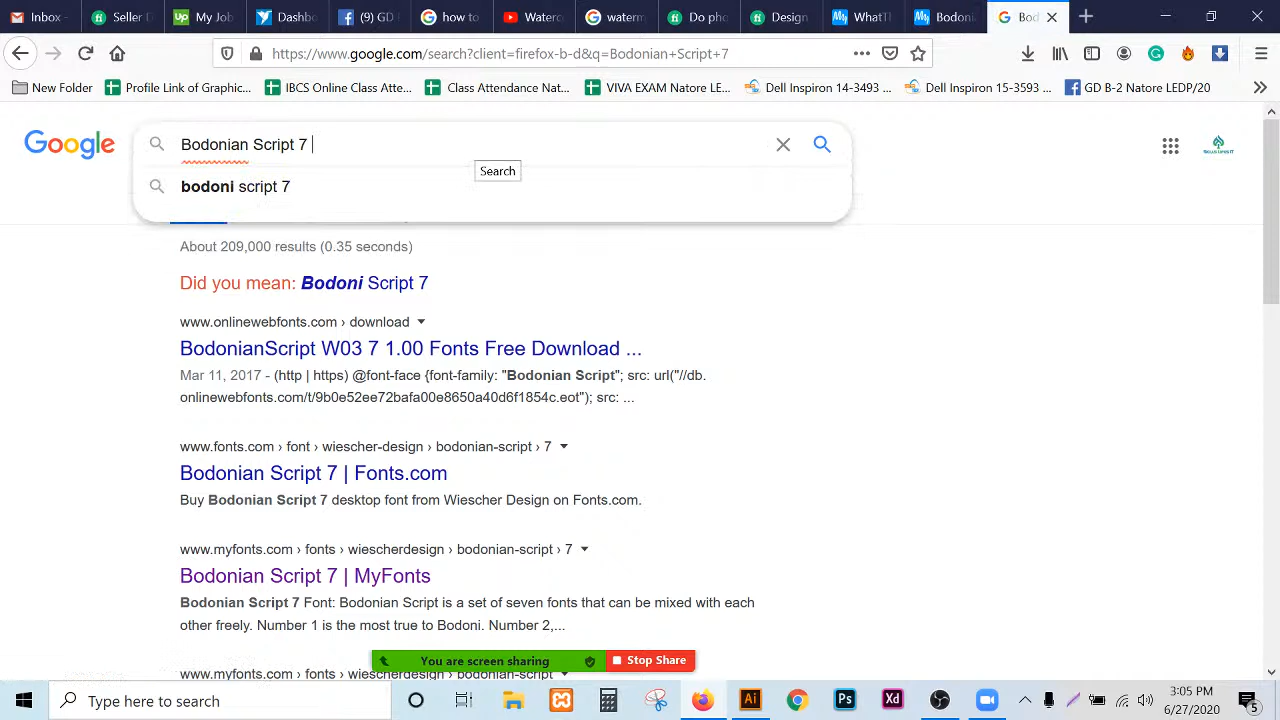 Inbox
Seller
My Jo
Dashb
(9) GD
how to
Waterc
watern
Do phe
Design
WhatTh
Bodoni
Bod
https://www.google.com/search?client=firefox-b-d&q=Bodonian+Script+7
New Folder
Profile Link of Graphic...
IBCS Online Class Atte...
Class Attendance Nat...
VIVA EXAM Natore LE...
Dell Inspiron 14-3493 ...
Dell Inspiron 15-3593 ...
GD B-2 Natore LEDP/20
Google
Bodonian Script 7
Search
bodoni script 7
About 209,000 results (0.35 seconds)
Did you mean: Bodoni Script 7
www.onlinewebfonts.com › download
BodonianScript W03 7 1.00 Fonts Free Download ...
Mar 11, 2017 - (http | https) @font-face {font-family: "Bodonian Script"; src: url("//db.
onlinewebfonts.com/t/9b0e52ee72bafa00e8650a40d6f1854c.eot"); src: ...
www.fonts.com › font › wiescher-design › bodonian-script › 7
Bodonian Script 7 | Fonts.com
Buy Bodonian Script 7 desktop font from Wiescher Design on Fonts.com.
www.myfonts.com › fonts › wiescherdesign › bodonian-script › 7
Bodonian Script 7 | MyFonts
Bodonian Script 7 Font: Bodonian Script is a set of seven fonts that can be mixed with each
other freely. Number 1 is the most true to Bodoni. Number 2,...
www.myfonts.com › fonts › wiescherdesign › bodonian-script
You are screen sharing
Stop Share
Type here to search
Ai
Ps
Xd
3:05 PM
6/27/2020
5